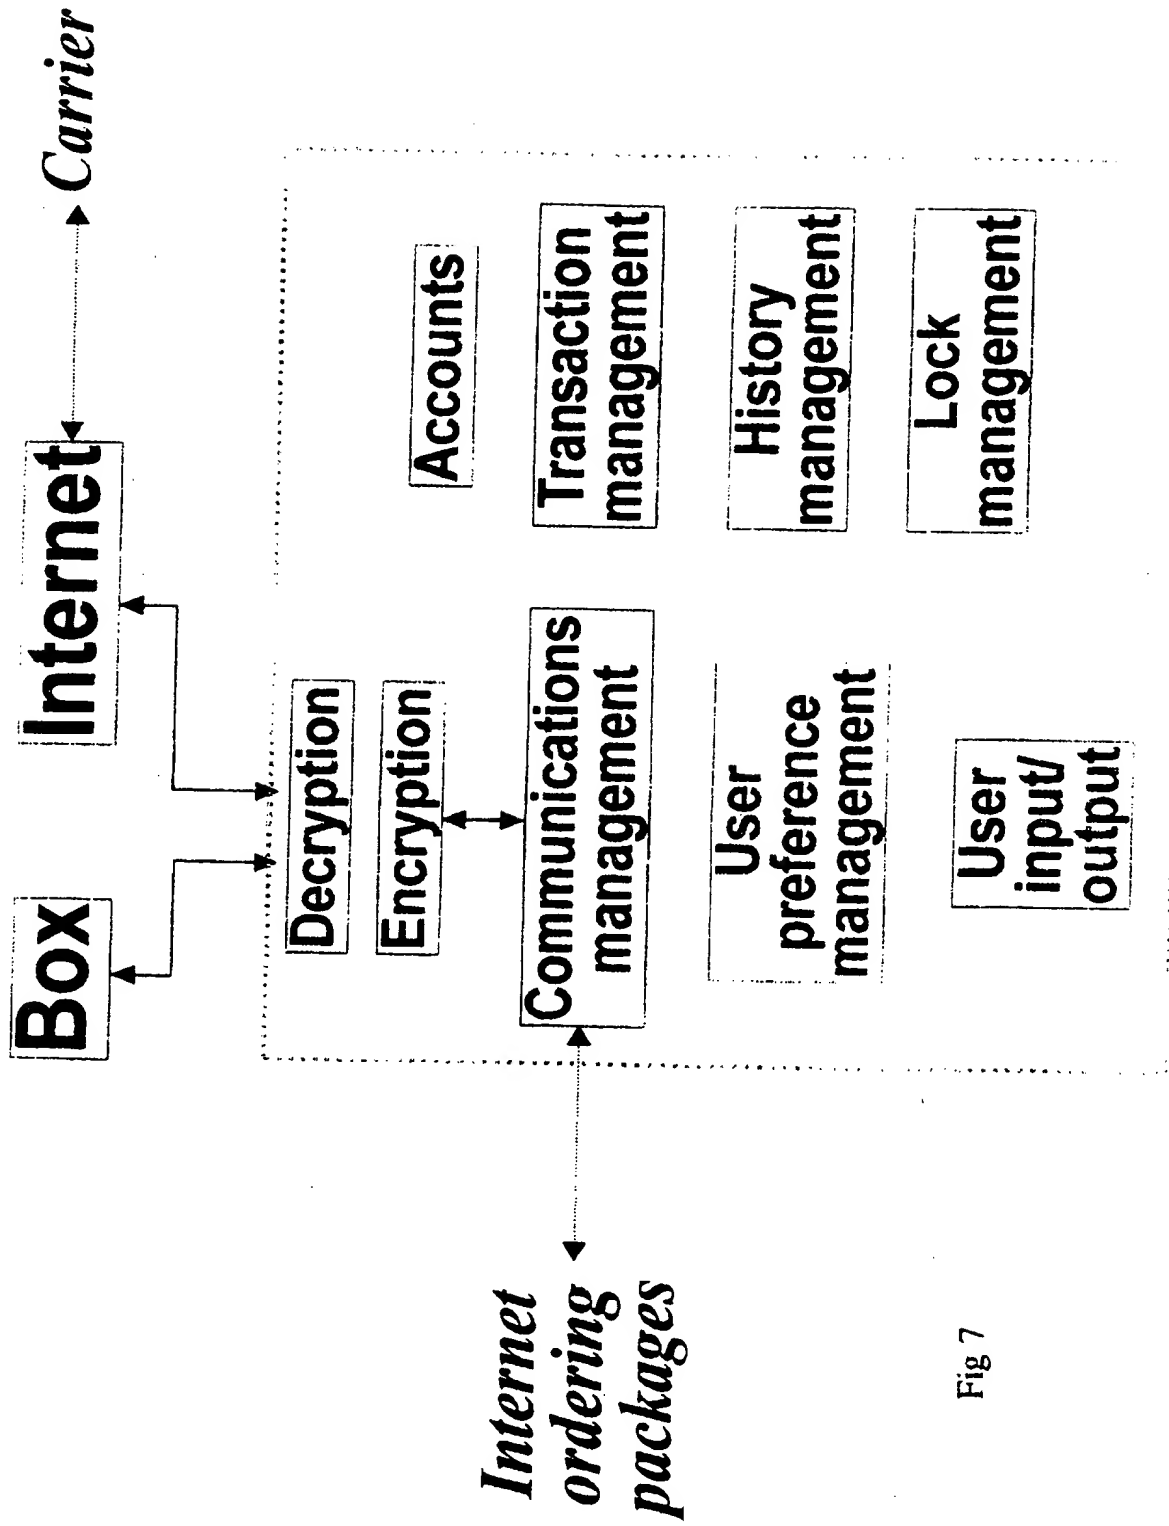 Box
Internet
Carrier
Decryption
Encryption
Accounts
Internet
ordering
packages
Communications
management
Transaction
management
User
preference
management
History
management
User
input/
output
Lock
management
Fig 7